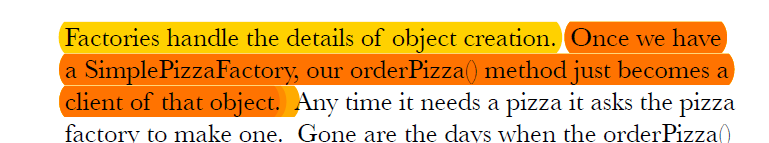 Factories handle the details of object creation. Once we have
a SimplePizzaFactory, our orderPizza() method just becomes a
client of that object. Any time it needs a pizza it asks the pizza
factory to make one. Gone are the days when the orderPizza()